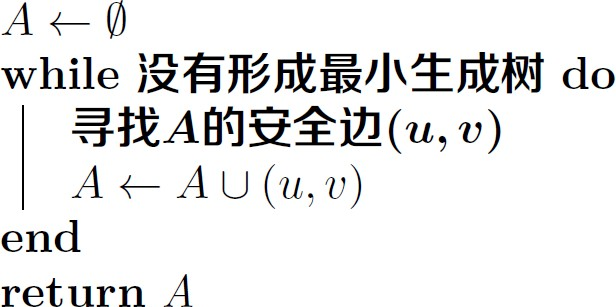 A ← ∅
while 没有形成最小生成树 do
寻找A的安全边(u, v)
A ← A ∪ (u, v)
end
return A